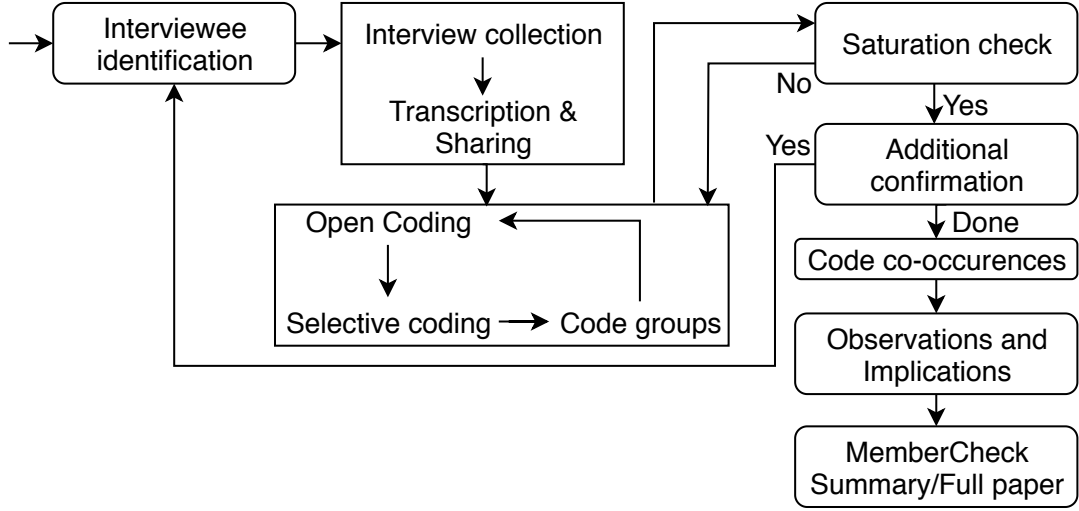 Interviewee
identification
Interview collection
Transcription &
Sharing
Open Coding
Selective coding
Code groups
Saturation check
No
Yes
Additional
confirmation
Yes
Done
Code co-occurences
Observations and
Implications
MemberCheck
Summary/Full paper